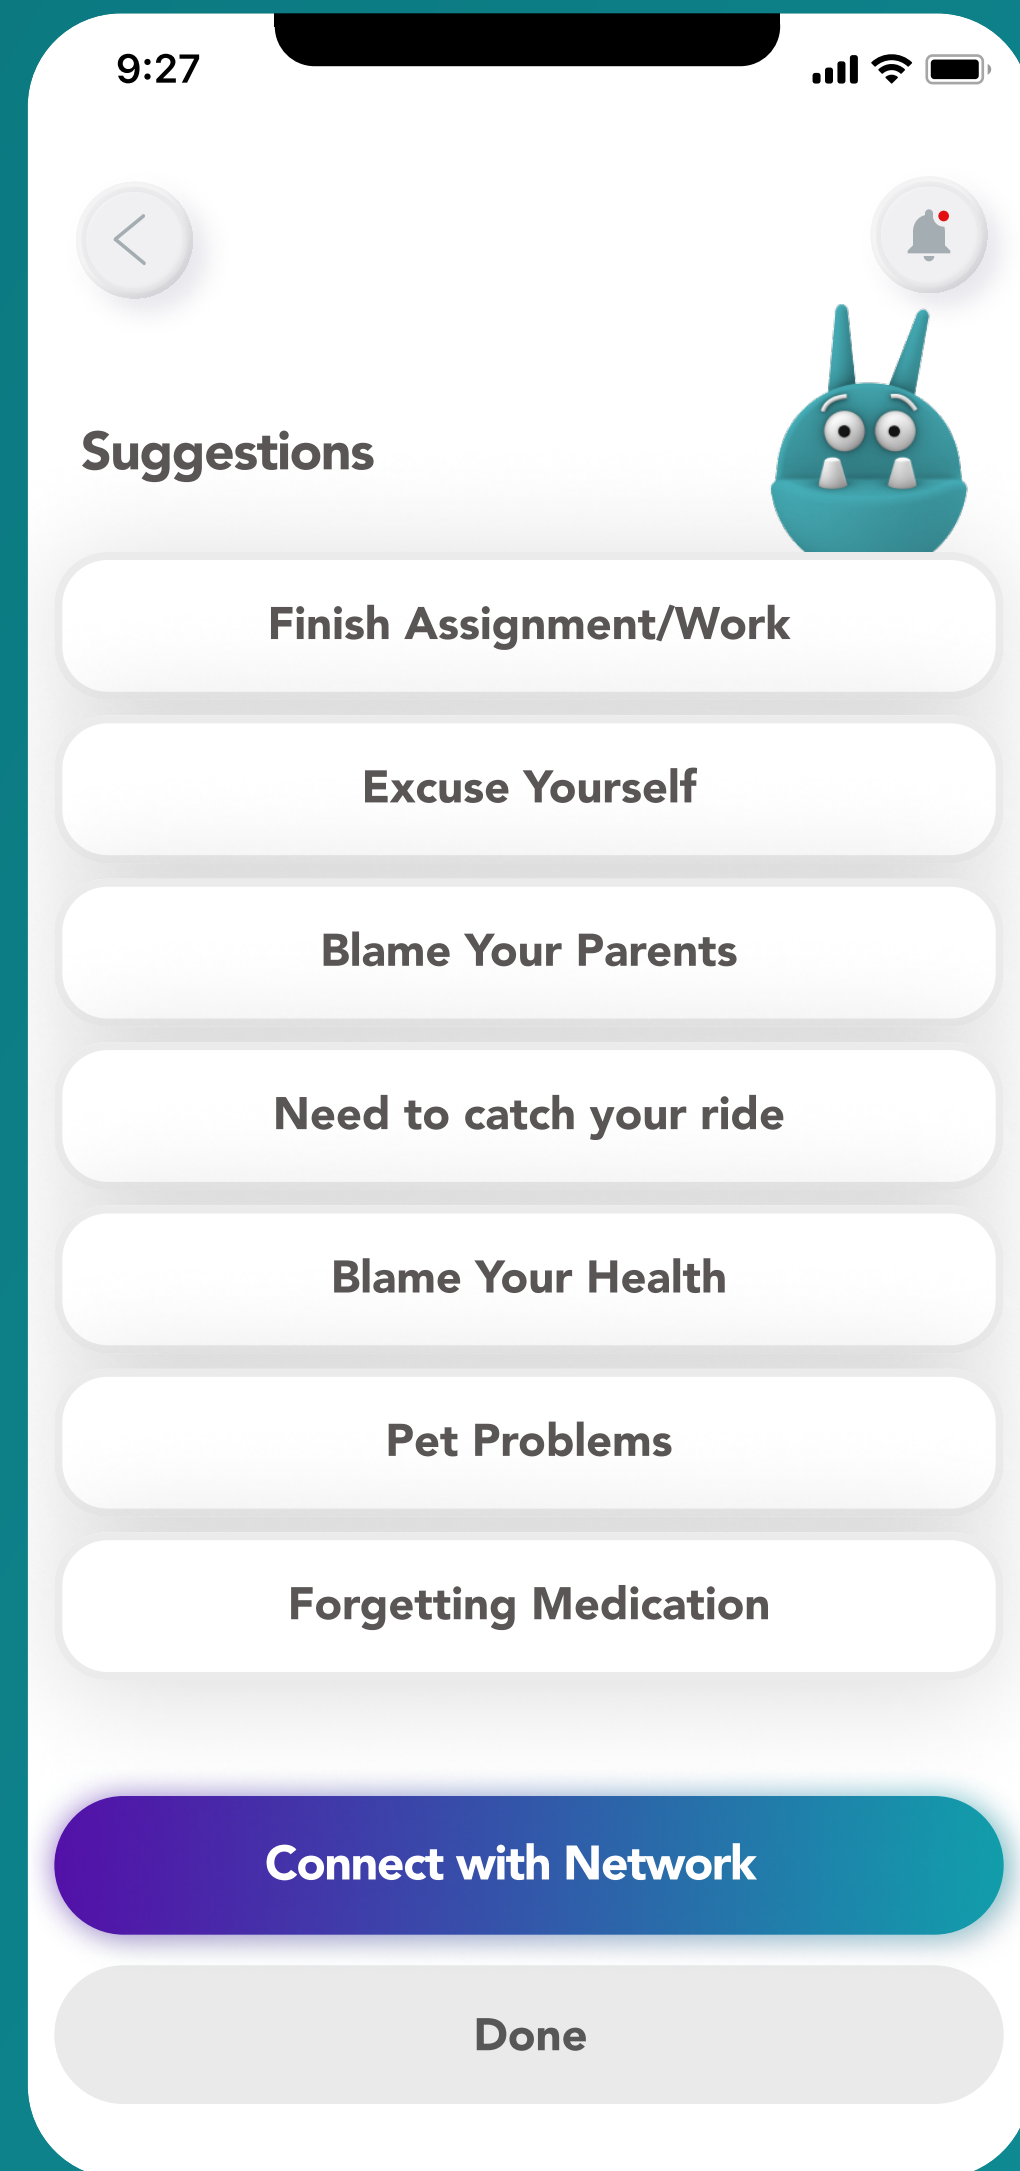 9:27
Suggestions
Finish Assignment/Work
Excuse Yourself
Blame Your Parents
Need to catch your ride
Blame Your Health
Pet Problems
Forgetting Medication
Connect with Network
Done